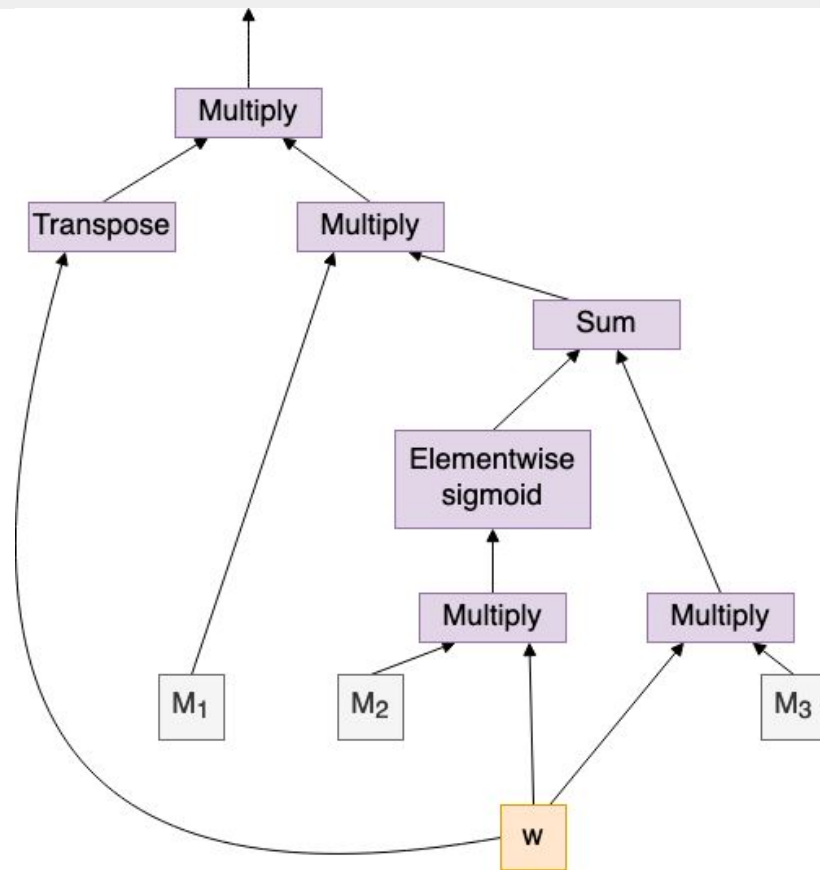 Multiply
Transpose
Multiply
Sum
Elementwise
sigmoid
Multiply
Multiply
M₁
M₂
M₃
w